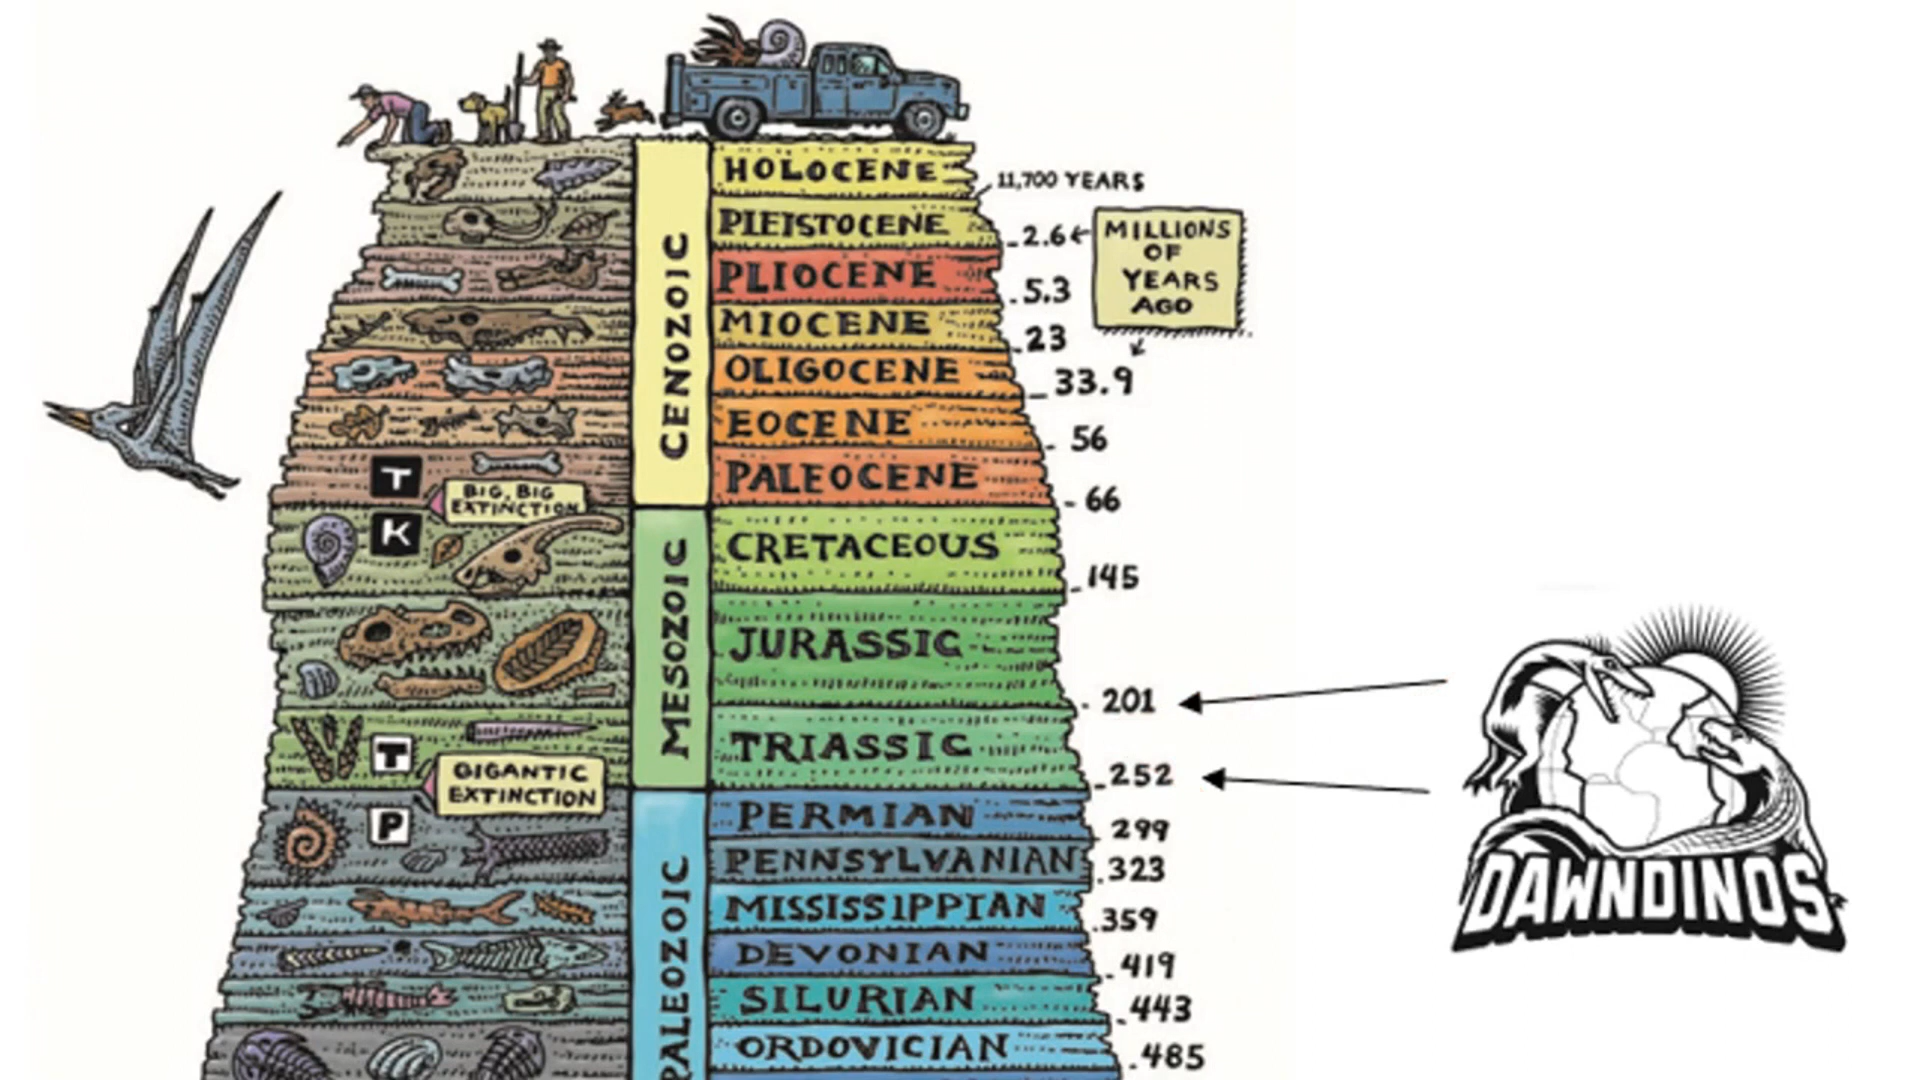 HOLOCENE
11,700 YEARS
PLEISTOCENE
2.6
MILLIONS
OF
YEARS
AGO
PLIOCENE
5.3
MIOCENE
23
OLIGOCENE
33.9
EOCENE
56
CENOZOIC
T
BIG, BIG
EXTINCTION
PALEOCENE
66
K
CRETACEOUS
145
MESOZOIC
JURASSIC
201
TRIASSIC
252
T
GIGANTIC
EXTINCTION
P
PERMIAN
299
PENNSYLVANIAN
323
MISSISSIPPIAN
359
DEVONIAN
419
SILURIAN
443
ORDOVICIAN
485
PALEOZOIC
DAWNDINOS